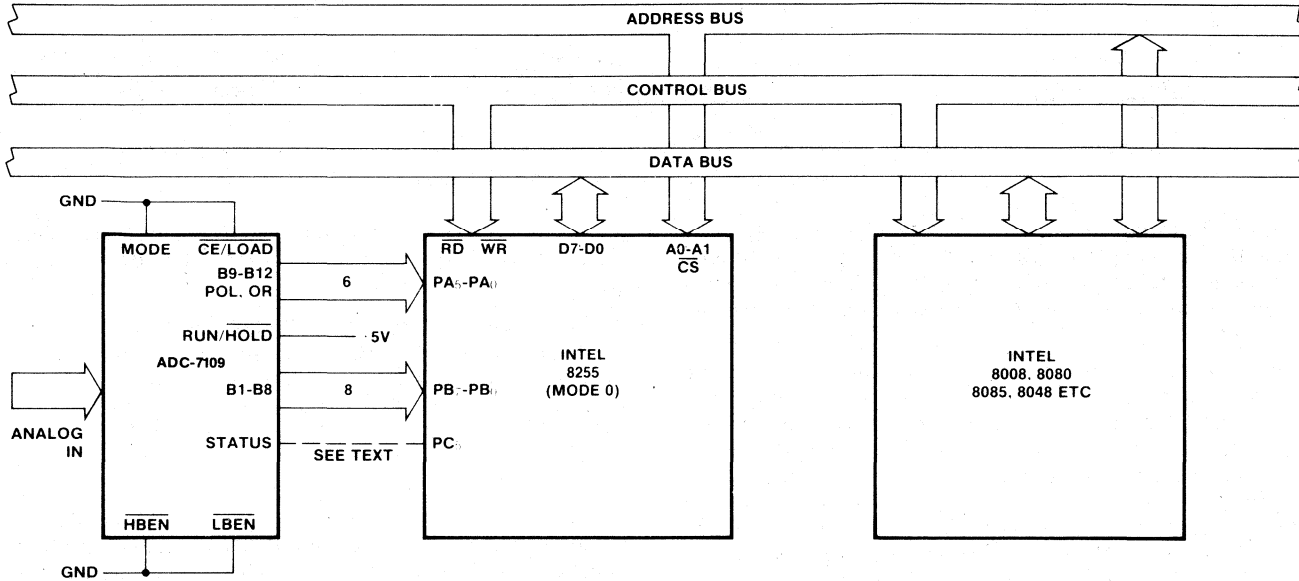 ADDRESS BUS
CONTROL BUS
DATA BUS
GND
MODE
CE/LOAD
B9-B12
POL, OR
6
RUN/HOLD
5V
ADC-7109
B1-B8
8
ANALOG
IN
STATUS
SEE TEXT
HBEN
LBEN
GND
RD
WR
D7-D0
A0-A1
CS
PA5-PA0
INTEL
8255
(MODE 0)
PB7-PB0
INTEL
8008, 8080
8085, 8048 ETC